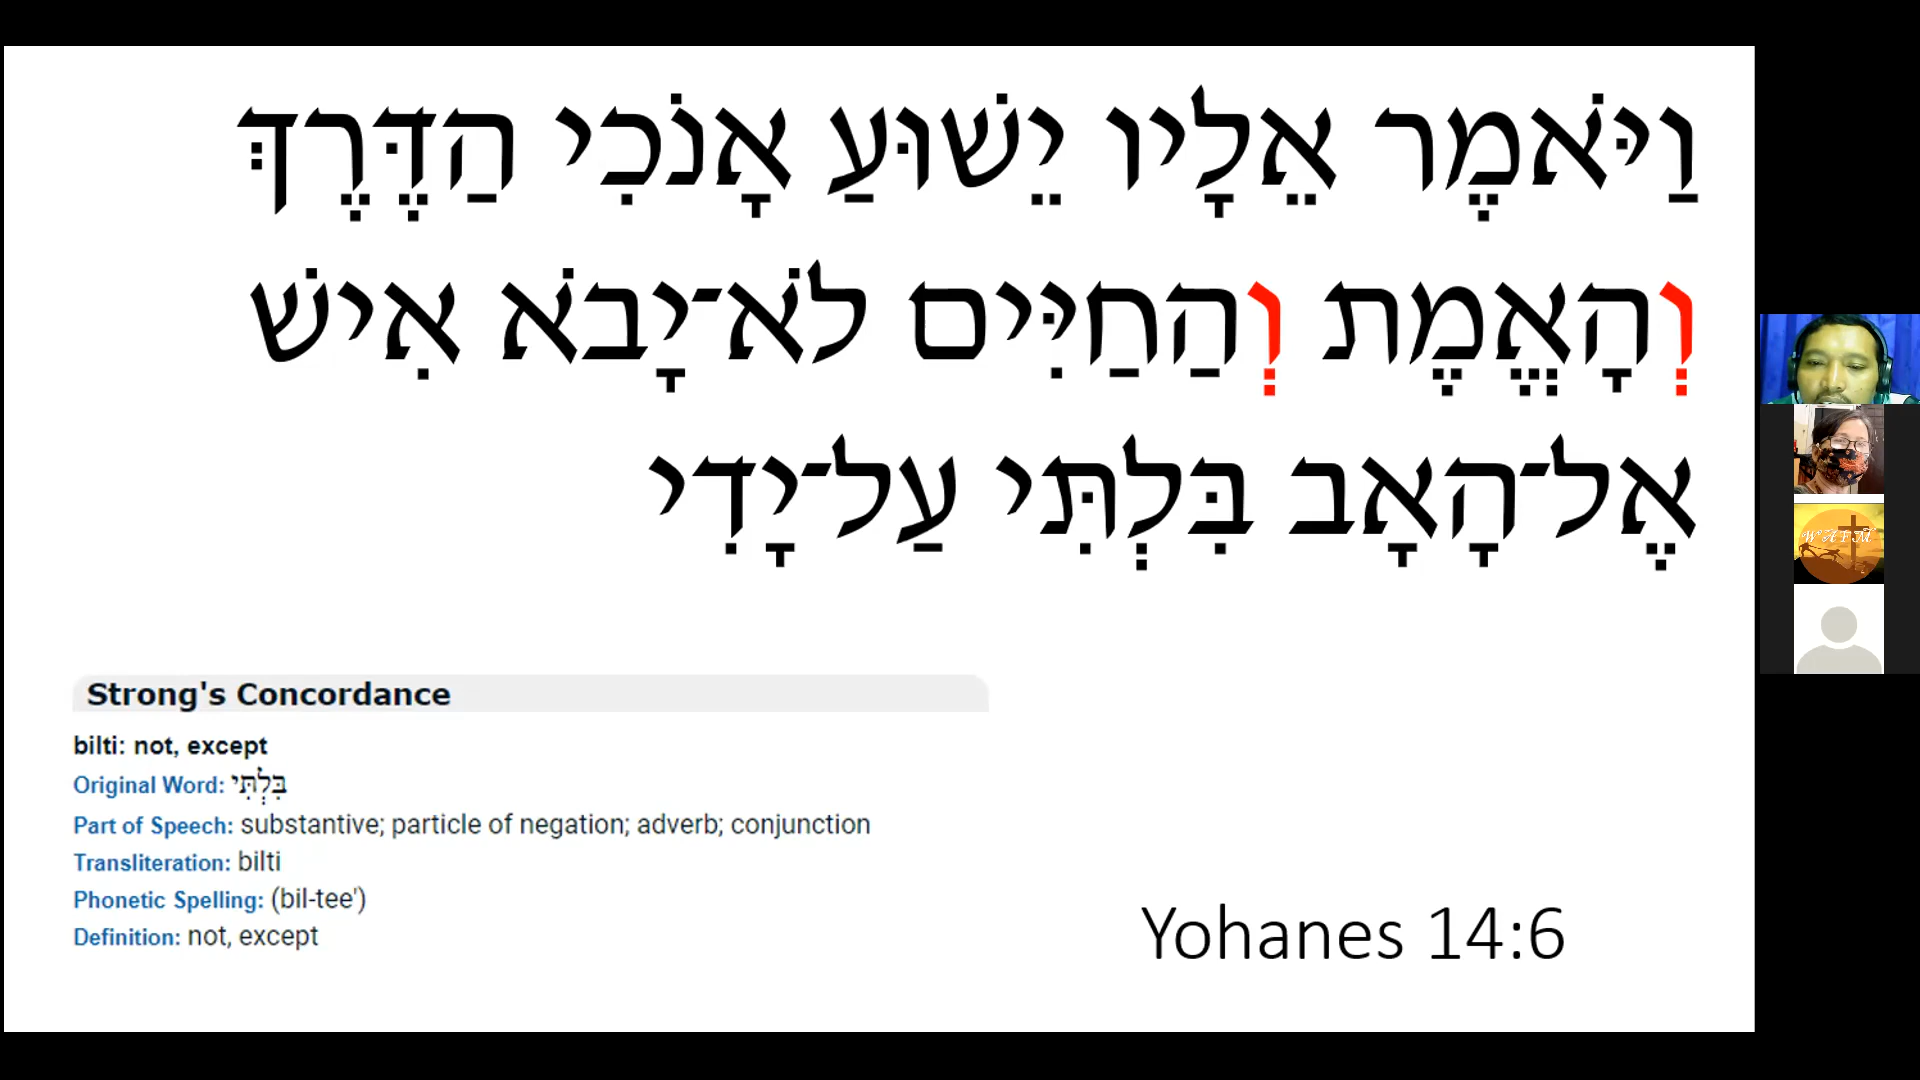 וַיֹּאמֶר אֵלָיו יֵשׁוּעַ אָנֹכִי הַדֶּרֶךְ
וְהָאֱמֶת וְהַחַיִּים לֹא־יָבֹא אִישׁ
אֶל־הָאָב בִּלְתִּי עַל־יָדִי
Strong's Concordance
bilti: not, except
Original Word: בִּלְתִּי
Part of Speech: substantive; particle of negation; adverb; conjunction
Transliteration: bilti
Phonetic Spelling: (bil-tee')
Definition: not, except
Yohanes 14:6
WAFM